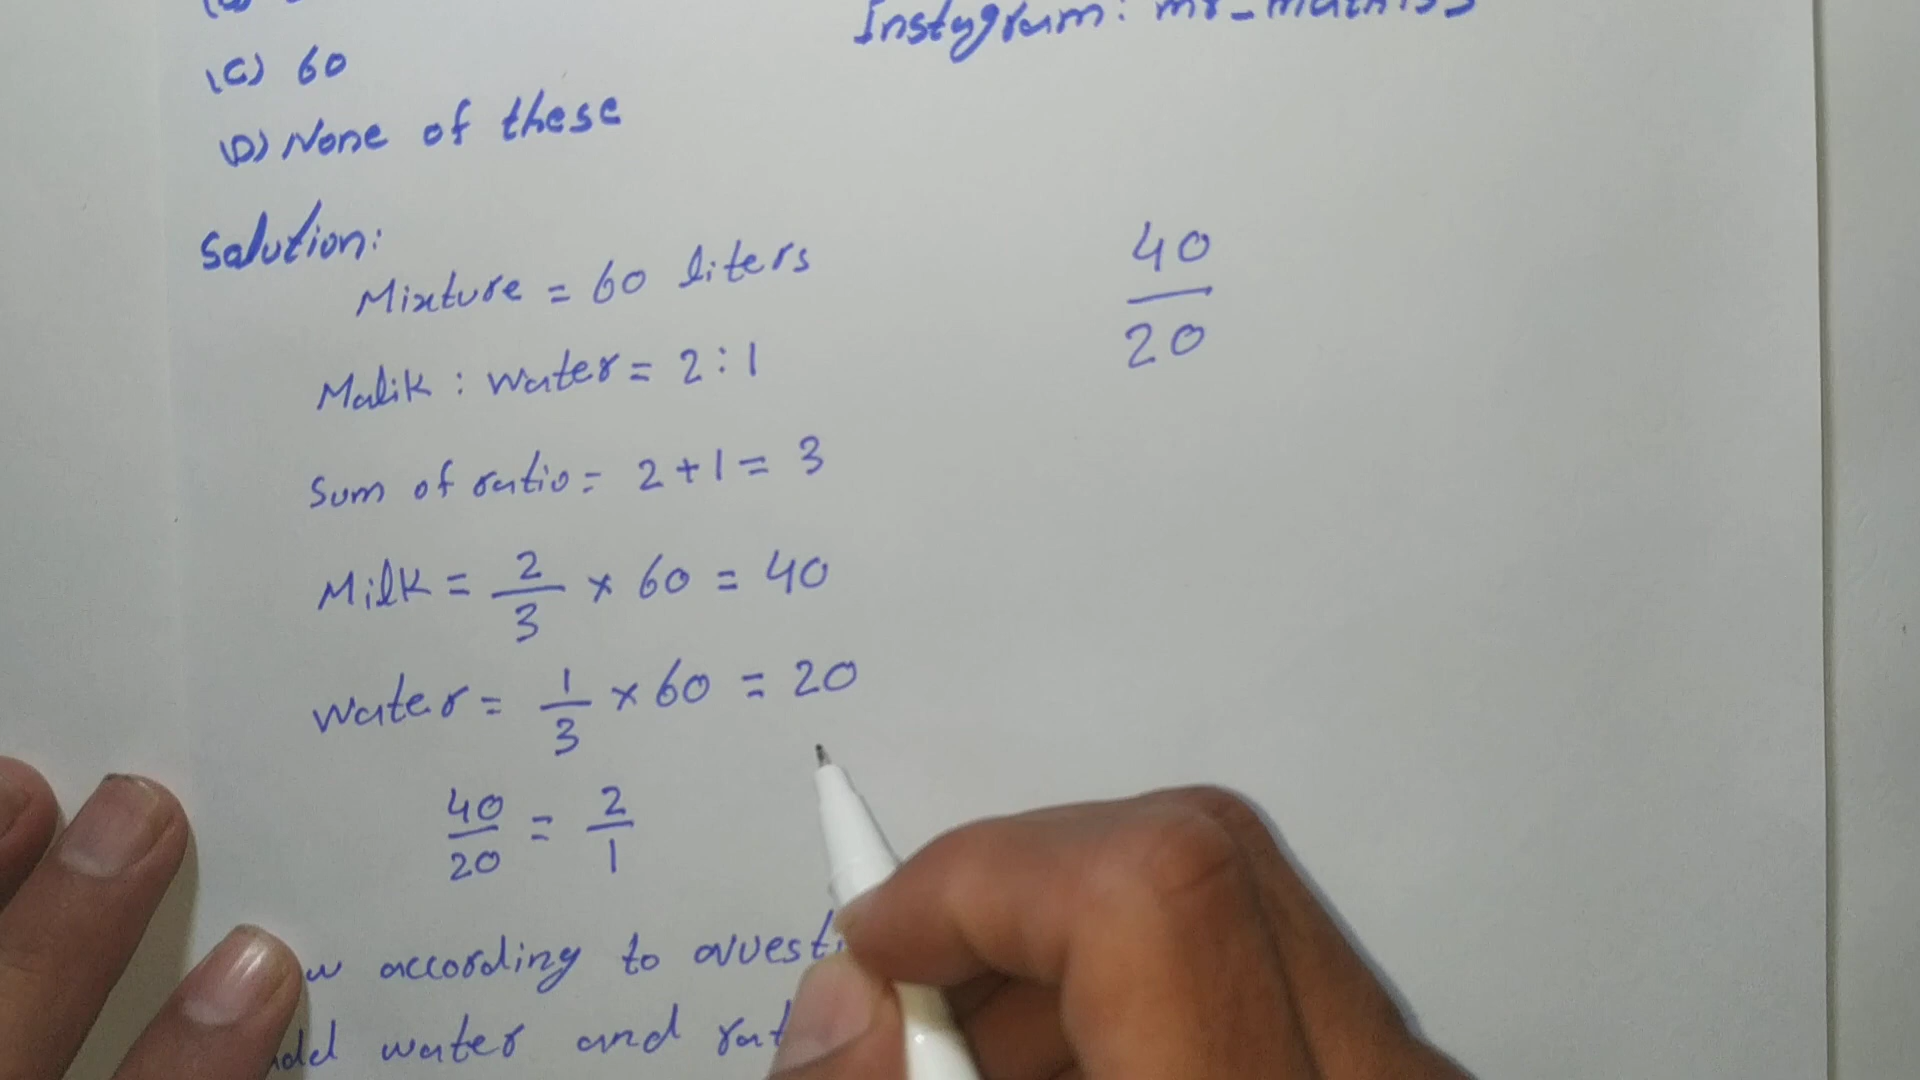 (C) 60
Instagram:
(D) None of these
Solution:
Mixture = 60 liters
40
20
Malik : Water = 2 : 1
Sum of ratio = 2 + 1 = 3
Milk = 2/3 × 60 = 40
Water = 1/3 × 60 = 20
40/20 = 2/1
according to
add water and